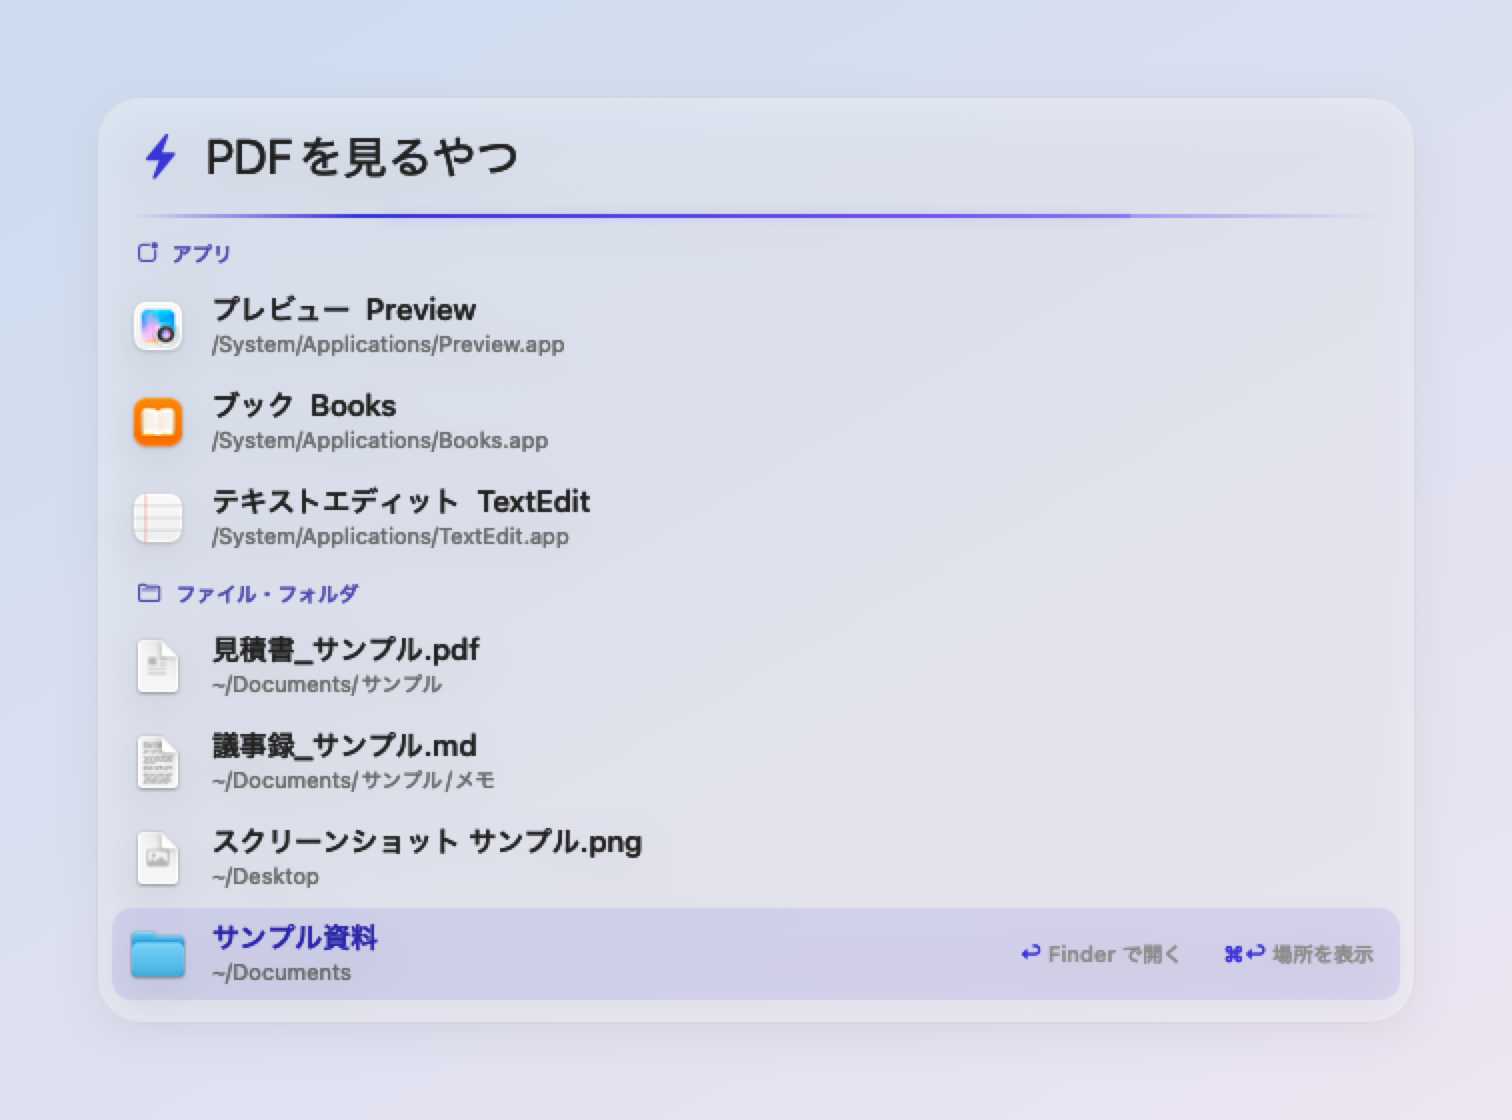 PDFを見るやつ
アプリ
プレビュー Preview
/System/Applications/Preview.app
ブック Books
/System/Applications/Books.app
テキストエディット TextEdit
/System/Applications/TextEdit.app
ファイル・フォルダ
見積書_サンプル.pdf
~/Documents/サンプル
議事録_サンプル.md
~/Documents/サンプル/メモ
スクリーンショット サンプル.png
~/Desktop
サンプル資料
~/Documents
↩ Finder で開く ⌘↩ 場所を表示